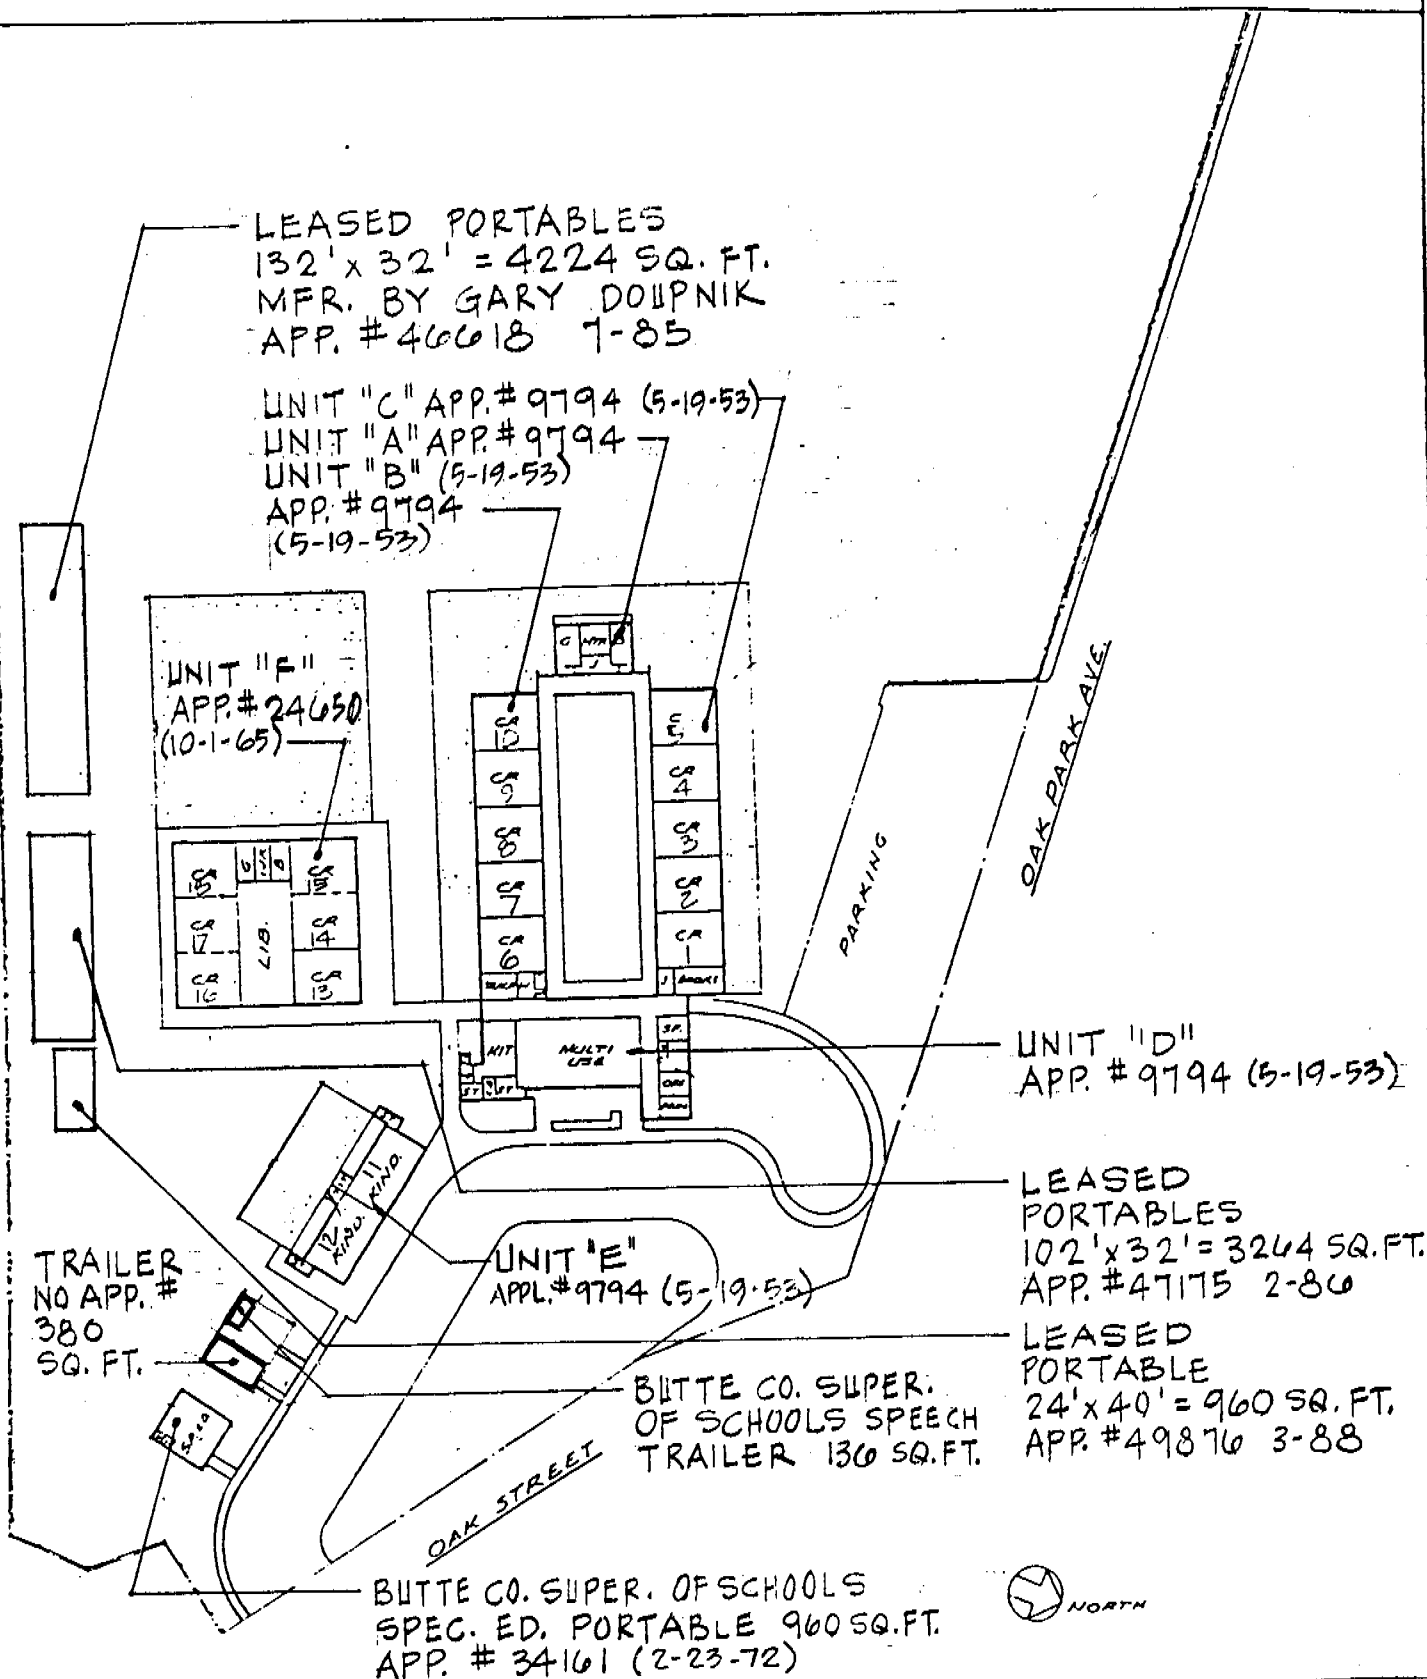 LEASED PORTABLES
132' x 32' = 4224 SQ. FT.
MFR. BY GARY DOUPNIK
APP. # 46618 7-85
UNIT "C" APP. # 9794 (5-19-53)
UNIT "A" APP. # 9794
UNIT "B" (5-19-53)
APP. # 9794
(5-19-53)
UNIT "F"
APP. # 24650
(10-1-65)
G HTR B
J
CR
10
CR
9
CR
8
CR
7
CR
6
5
CR
4
CR
3
CR
2
CR
1
J
CR
17
CR
16
LIB.
CR
14
CR
13
PARKING
OAK PARK AVE.
KIT
MULTI
USE
SP.
UNIT "D"
APP. # 9794 (5-19-53)
11
KIND.
12
KIND.
UNIT "E"
APPL. # 9794 (5-19-53)
LEASED
PORTABLES
102' x 32' = 3264 SQ. FT.
APP. # 47175 2-86
LEASED
PORTABLE
24' x 40' = 960 SQ. FT.
APP. # 49876 3-88
TRAILER
NO APP. #
380
SQ. FT.
BUTTE CO. SUPER.
OF SCHOOLS SPEECH
TRAILER 136 SQ. FT.
OAK STREET
BUTTE CO. SUPER. OF SCHOOLS
SPEC. ED. PORTABLE 960 SQ. FT.
APP. # 34161 (2-23-72)
NORTH